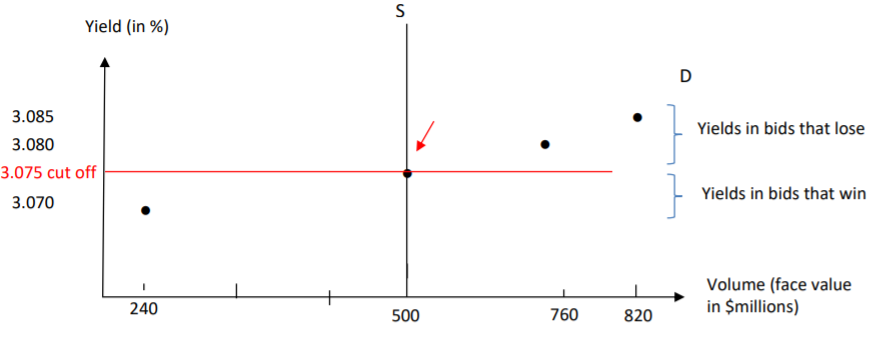 S
Yield (in %)
D
3.085
Yields in bids that lose
3.080
3.075 cut off
Yields in bids that win
3.070
Volume (face value
in $millions)
240
500
760
820